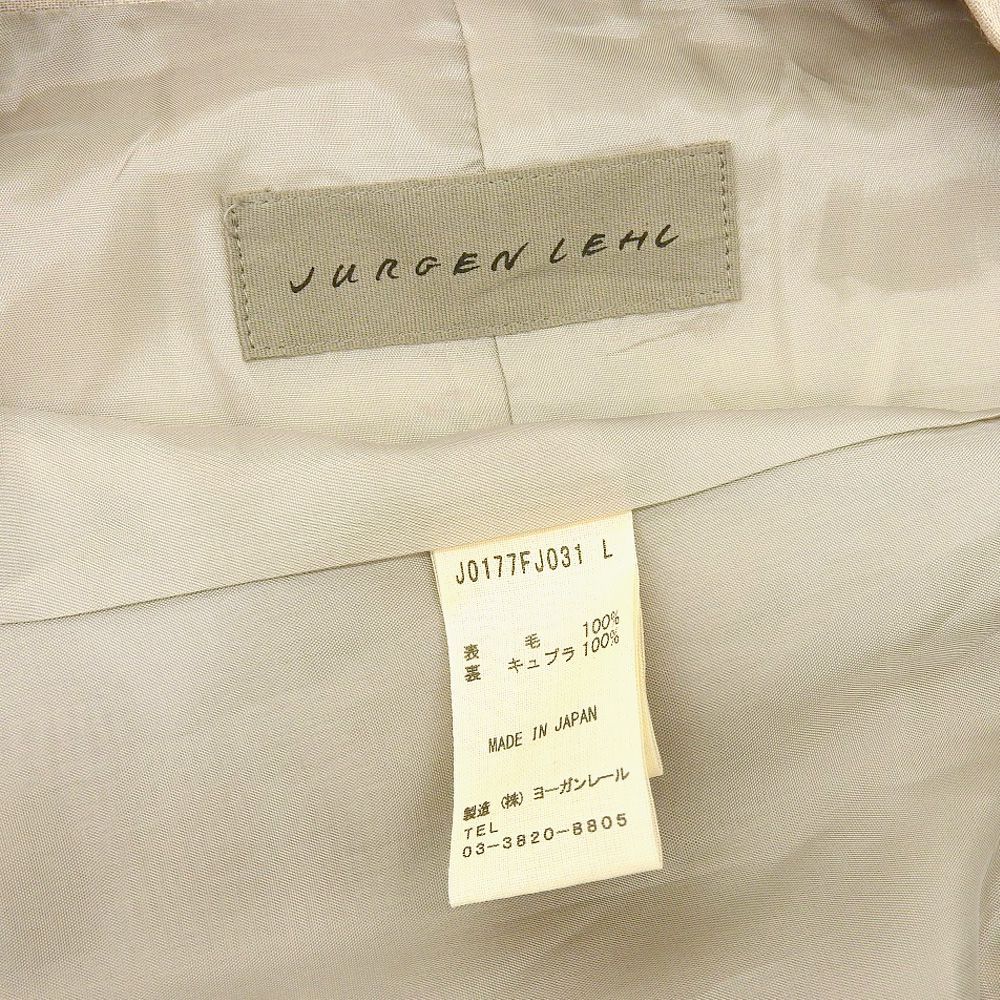 JURGEN LEHL
J0177FJ031 L
表 毛 100%
裏 キュプラ 100%
MADE IN JAPAN
製造 (株) ヨーガンレール
TEL
03-3820-8805